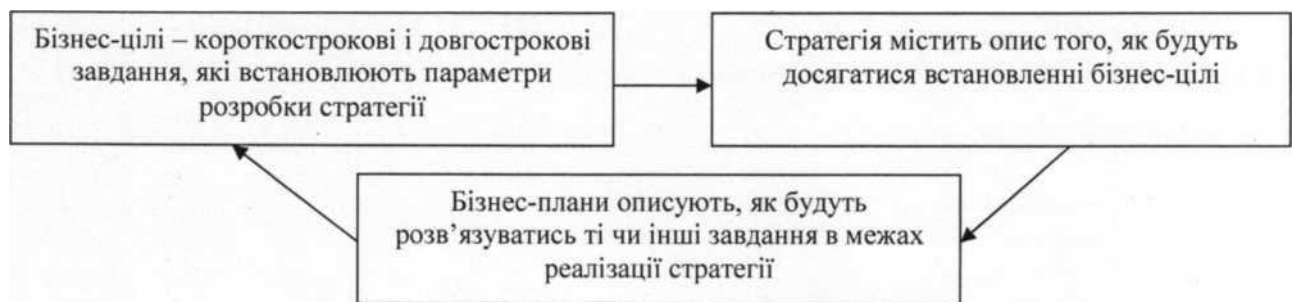 Бізнес-цілі – короткострокові і довгострокові
завдання, які встановлюють параметри
розробки стратегії
Стратегія містить опис того, як будуть
досягатися встановленні бізнес-цілі
Бізнес-плани описують, як будуть
розв’язуватись ті чи інші завдання в межах
реалізації стратегії